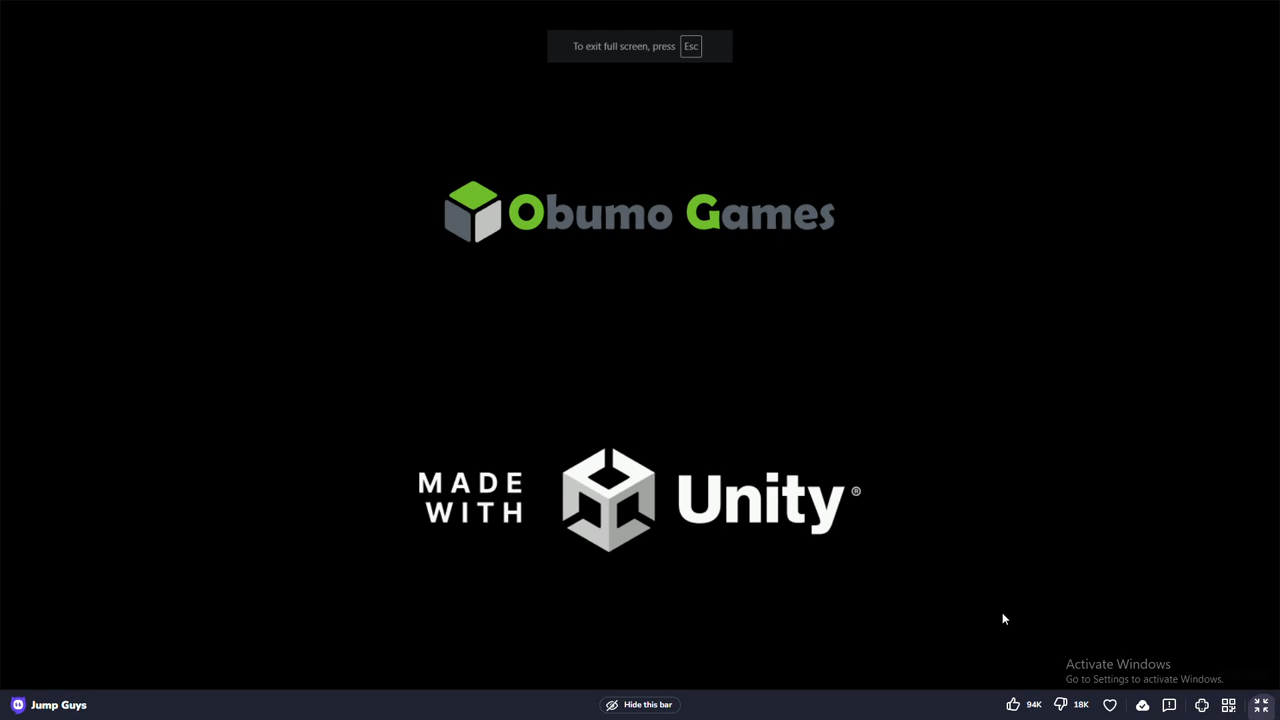 To exit full screen, press Esc
Obumo Games
MADE
WITH
Unity®
Activate Windows
Go to Settings to activate Windows.
Jump Guys
Hide this bar
94K
18K